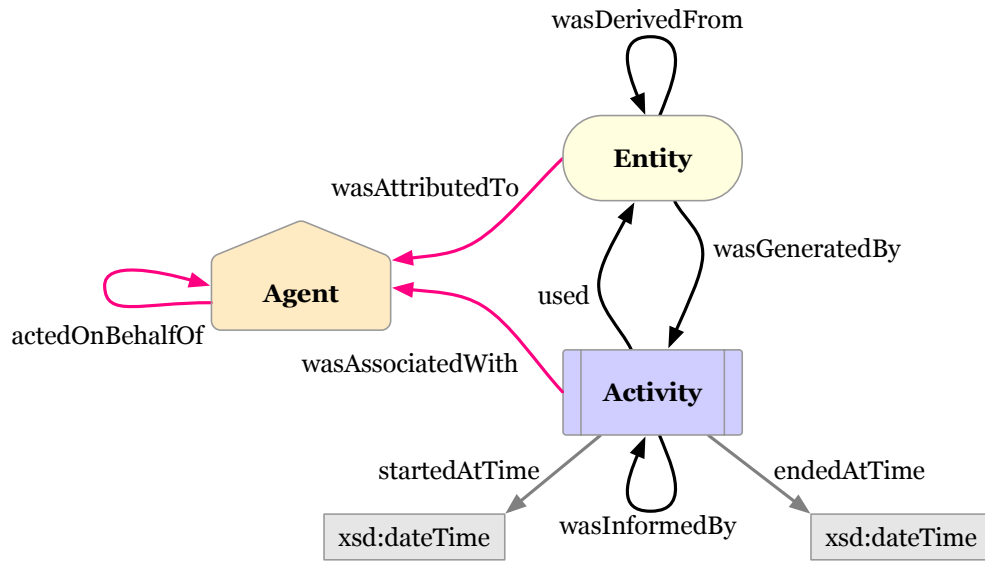 wasDerivedFrom
Entity
wasAttributedTo
wasGeneratedBy
Agent
used
actedOnBehalfOf
wasAssociatedWith
Activity
startedAtTime
endedAtTime
wasInformedBy
xsd:dateTime
xsd:dateTime